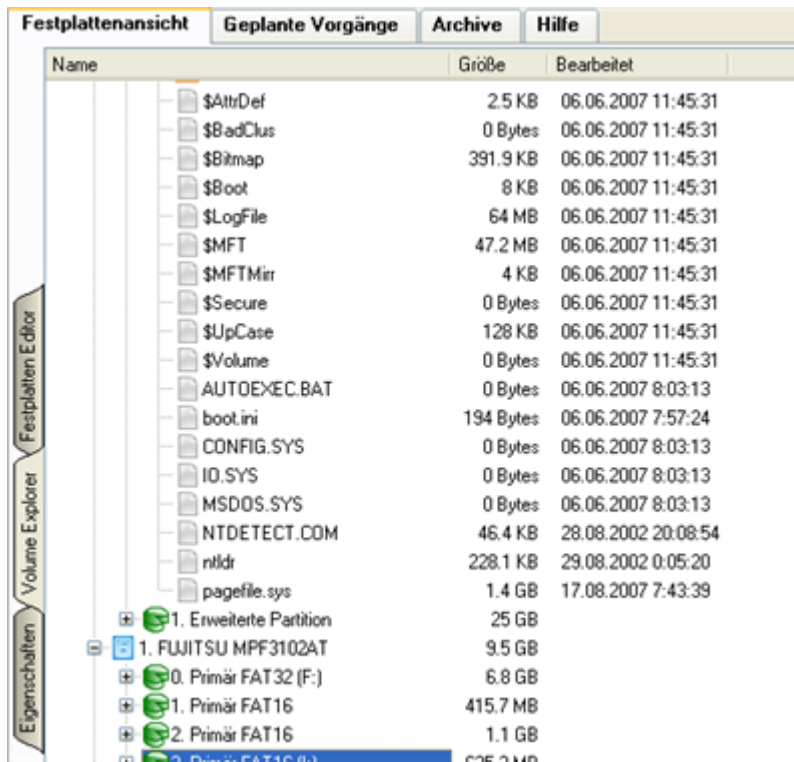 Festplattenansicht Geplante Vorgänge Archive Hilfe
Name Größe Bearbeitet
$AttrDef 2.5 KB 06.06.2007 11:45:31
$BadClus 0 Bytes 06.06.2007 11:45:31
$Bitmap 391.9 KB 06.06.2007 11:45:31
$Boot 8 KB 06.06.2007 11:45:31
$LogFile 64 MB 06.06.2007 11:45:31
$MFT 47.2 MB 06.06.2007 11:45:31
$MFTMirr 4 KB 06.06.2007 11:45:31
$Secure 0 Bytes 06.06.2007 11:45:31
$UpCase 128 KB 06.06.2007 11:45:31
$Volume 0 Bytes 06.06.2007 11:45:31
AUTOEXEC.BAT 0 Bytes 06.06.2007 8:03:13
boot.ini 194 Bytes 06.06.2007 7:57:24
CONFIG.SYS 0 Bytes 06.06.2007 8:03:13
IO.SYS 0 Bytes 06.06.2007 8:03:13
MSDOS.SYS 0 Bytes 06.06.2007 8:03:13
NTDETECT.COM 46.4 KB 28.08.2002 20:08:54
ntldr 228.1 KB 29.08.2002 0:05:20
pagefile.sys 1.4 GB 17.08.2007 7:43:39
1. Erweiterte Partition 25 GB
1. FUJITSU MPF3102AT 9.5 GB
0. Primär FAT32 (F:) 6.8 GB
1. Primär FAT16 415.7 MB
2. Primär FAT16 1.1 GB
Primär FAT16 MB
Festplatten Editor
Volume Explorer
Eigenschaften